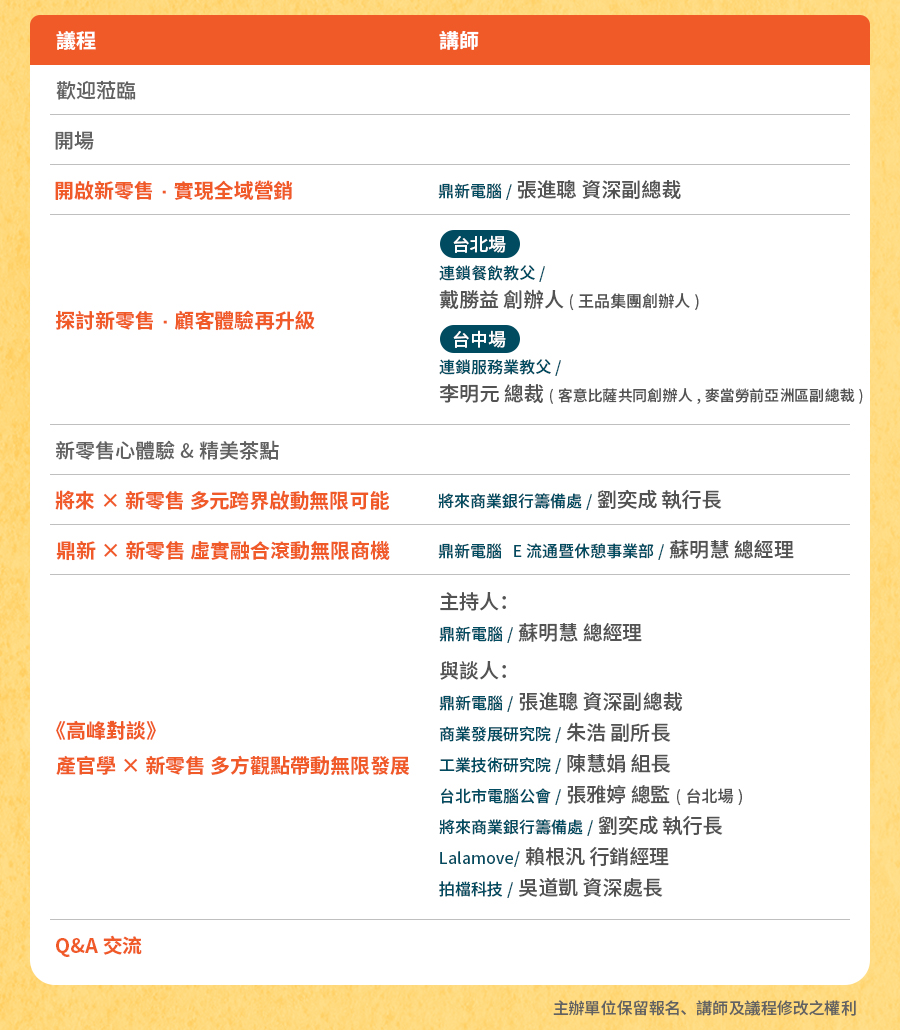 議程 講師
歡迎蒞臨
開場
開啟新零售・實現全域營銷 鼎新電腦 / 張進聰 資深副總裁
台北場
連鎖餐飲教父 /
戴勝益 創辦人 ( 王品集團創辦人 )
探討新零售・顧客體驗再升級
台中場
連鎖服務業教父 /
李明元 總裁 ( 客意比薩共同創辦人 , 麥當勞前亞洲區副總裁 )
新零售心體驗 & 精美茶點
將來 × 新零售 多元跨界啟動無限可能 將來商業銀行籌備處 / 劉奕成 執行長
鼎新 × 新零售 虛實融合滾動無限商機 鼎新電腦 E 流通暨休憩事業部 / 蘇明慧 總經理
主持人：
鼎新電腦 / 蘇明慧 總經理
與談人：
鼎新電腦 / 張進聰 資深副總裁
《高峰對談》 商業發展研究院 / 朱浩 副所長
產官學 × 新零售 多方觀點帶動無限發展 工業技術研究院 / 陳慧娟 組長
台北市電腦公會 / 張雅婷 總監 ( 台北場 )
將來商業銀行籌備處 / 劉奕成 執行長
Lalamove/ 賴根汎 行銷經理
拍檔科技 / 吳道凱 資深處長
Q&A 交流
主辦單位保留報名、講師及議程修改之權利